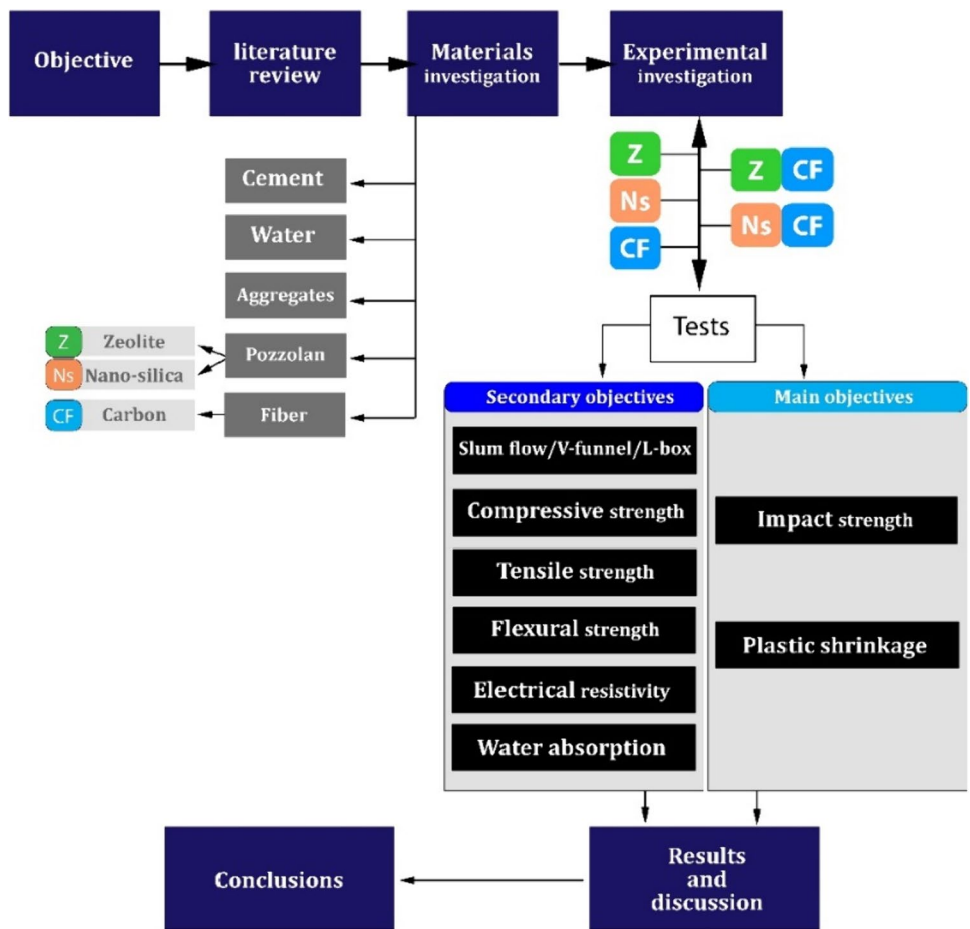 Objective
literature
review
Materials
investigation
Experimental
investigation
Z
Ns
CF
Z CF
Ns CF
Cement
Water
Aggregates
Pozzolan
Fiber
Z Zeolite
Ns Nano-silica
CF Carbon
Tests
Secondary objectives
Slum flow/V-funnel/L-box
Compressive strength
Tensile strength
Flexural strength
Electrical resistivity
Water absorption
Main objectives
Impact strength
Plastic shrinkage
Results
and
discussion
Conclusions